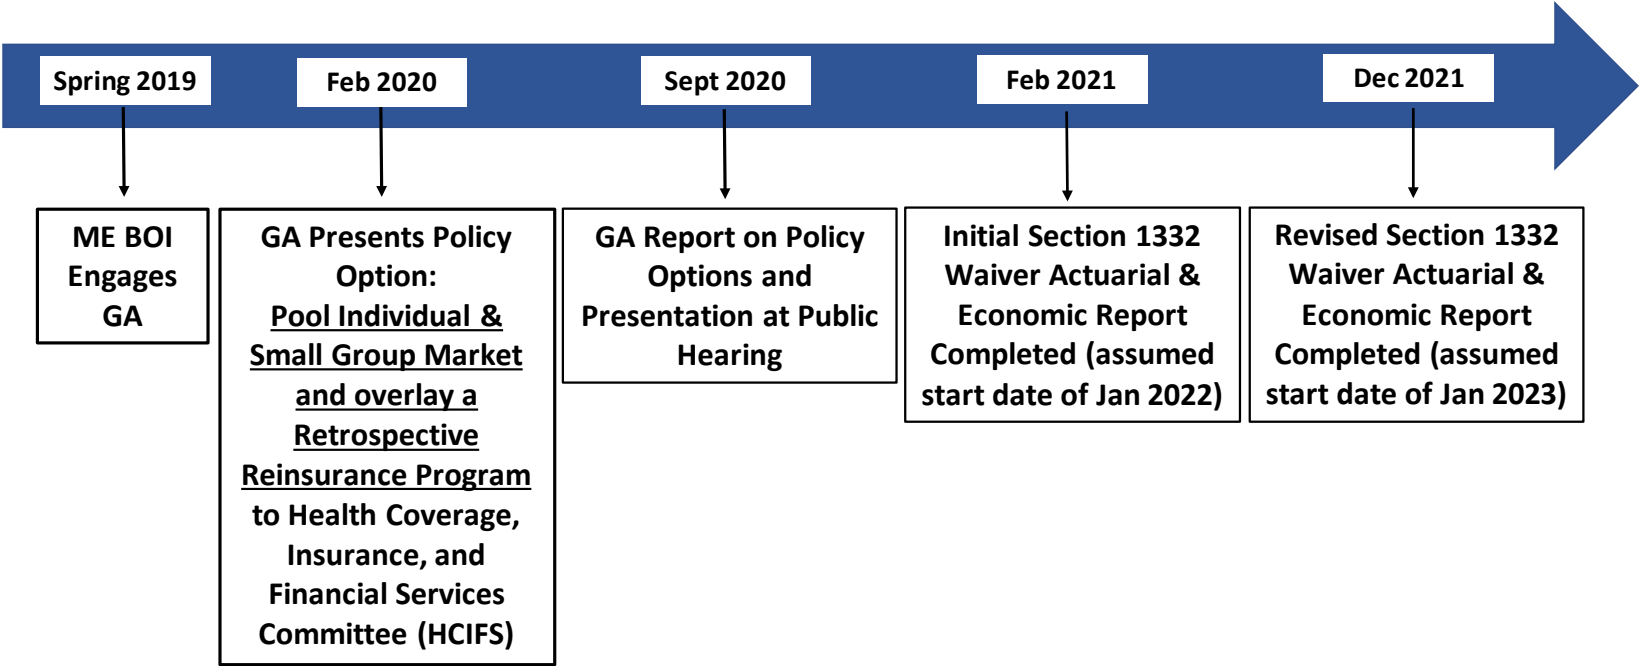 Spring 2019
Feb 2020
Sept 2020
Feb 2021
Dec 2021
ME BOI
Engages
GA
GA Presents Policy
Option:
Pool Individual &
Small Group Market
and overlay a
Retrospective
Reinsurance Program
to Health Coverage,
Insurance, and
Financial Services
Committee (HCIFS)
GA Report on Policy
Options and
Presentation at Public
Hearing
Initial Section 1332
Waiver Actuarial &
Economic Report
Completed (assumed
start date of Jan 2022)
Revised Section 1332
Waiver Actuarial &
Economic Report
Completed (assumed
start date of Jan 2023)